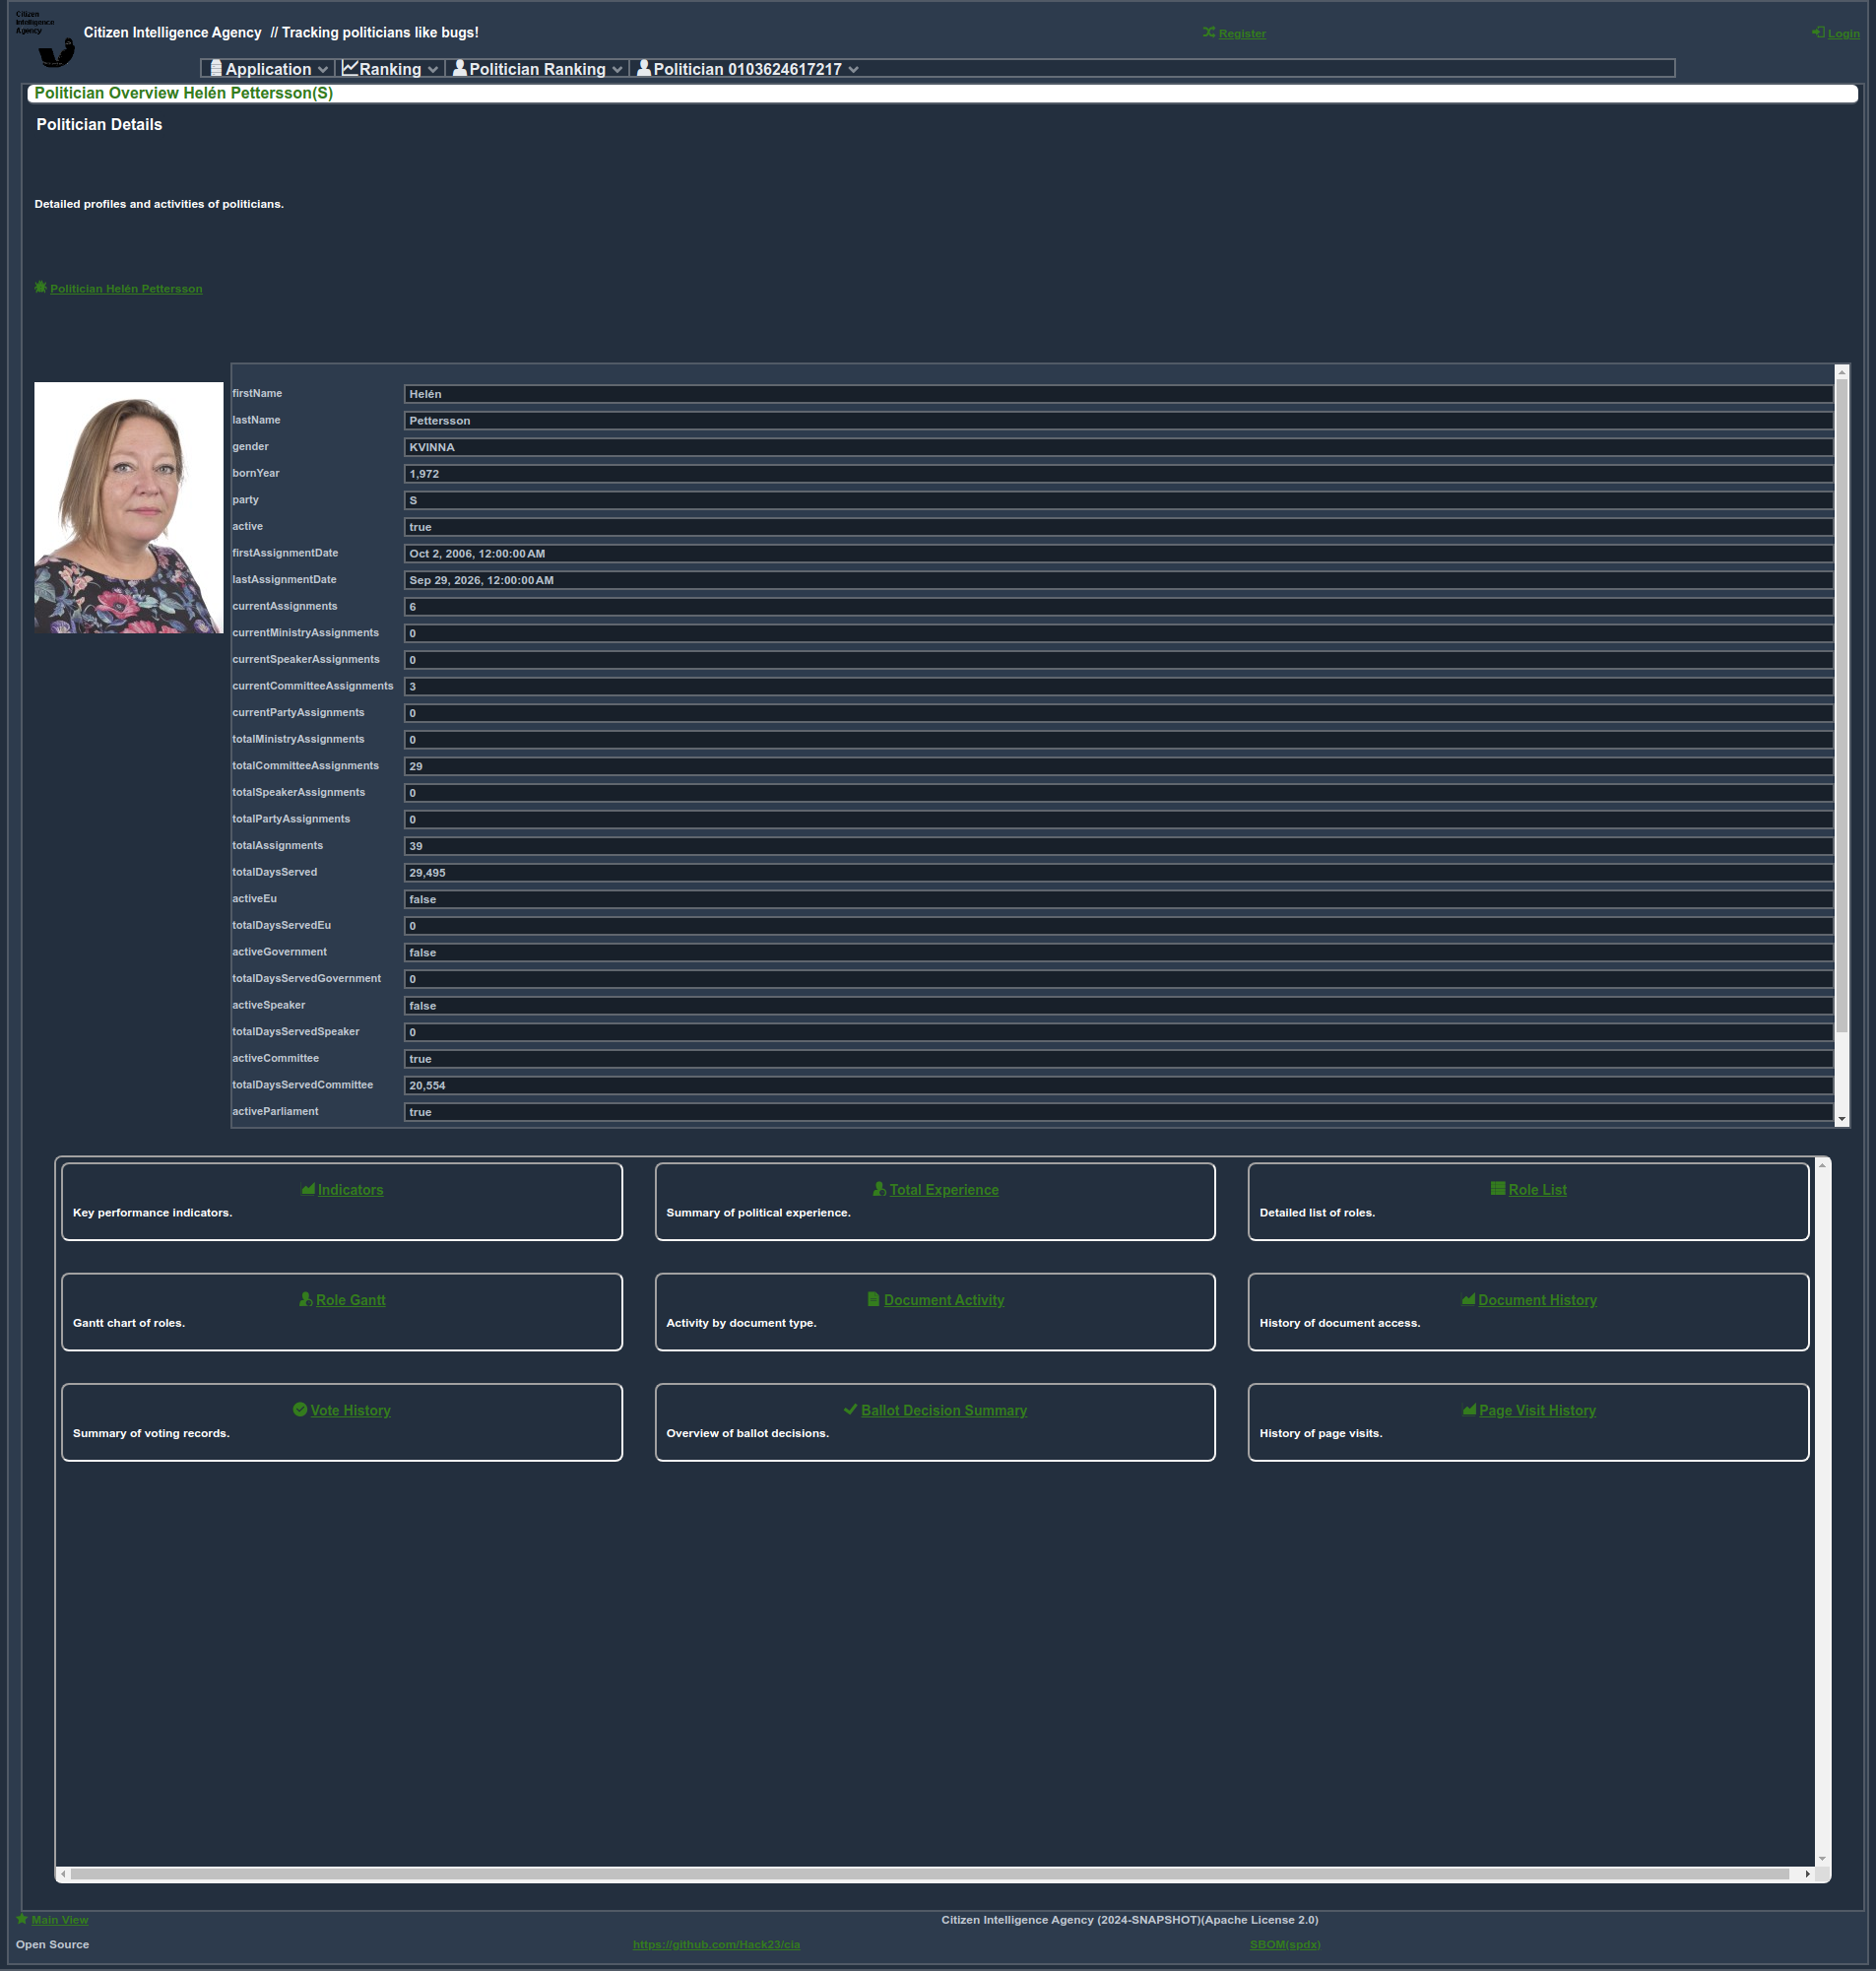 Citizen
Intelligence
Agency
Citizen Intelligence Agency // Tracking politicians like bugs!
Register
Login
Application
Ranking
Politician Ranking
Politician 0103624617217
Politician Overview Helén Pettersson(S)
Politician Details
Detailed profiles and activities of politicians.
Politician Helén Pettersson
firstName Helén
lastName Pettersson
gender KVINNA
bornYear 1,972
party S
active true
firstAssignmentDate Oct 2, 2006, 12:00:00 AM
lastAssignmentDate Sep 29, 2026, 12:00:00 AM
currentAssignments 6
currentMinistryAssignments 0
currentSpeakerAssignments 0
currentCommitteeAssignments 3
currentPartyAssignments 0
totalMinistryAssignments 0
totalCommitteeAssignments 29
totalSpeakerAssignments 0
totalPartyAssignments 0
totalAssignments 39
totalDaysServed 29,495
activeEu false
totalDaysServedEu 0
activeGovernment false
totalDaysServedGovernment 0
activeSpeaker false
totalDaysServedSpeaker 0
activeCommittee true
totalDaysServedCommittee 20,554
activeParliament true
Indicators
Key performance indicators.
Total Experience
Summary of political experience.
Role List
Detailed list of roles.
Role Gantt
Gantt chart of roles.
Document Activity
Activity by document type.
Document History
History of document access.
Vote History
Summary of voting records.
Ballot Decision Summary
Overview of ballot decisions.
Page Visit History
History of page visits.
Main View
Citizen Intelligence Agency (2024-SNAPSHOT)(Apache License 2.0)
Open Source
https://github.com/Hack23/cia
SBOM(spdx)